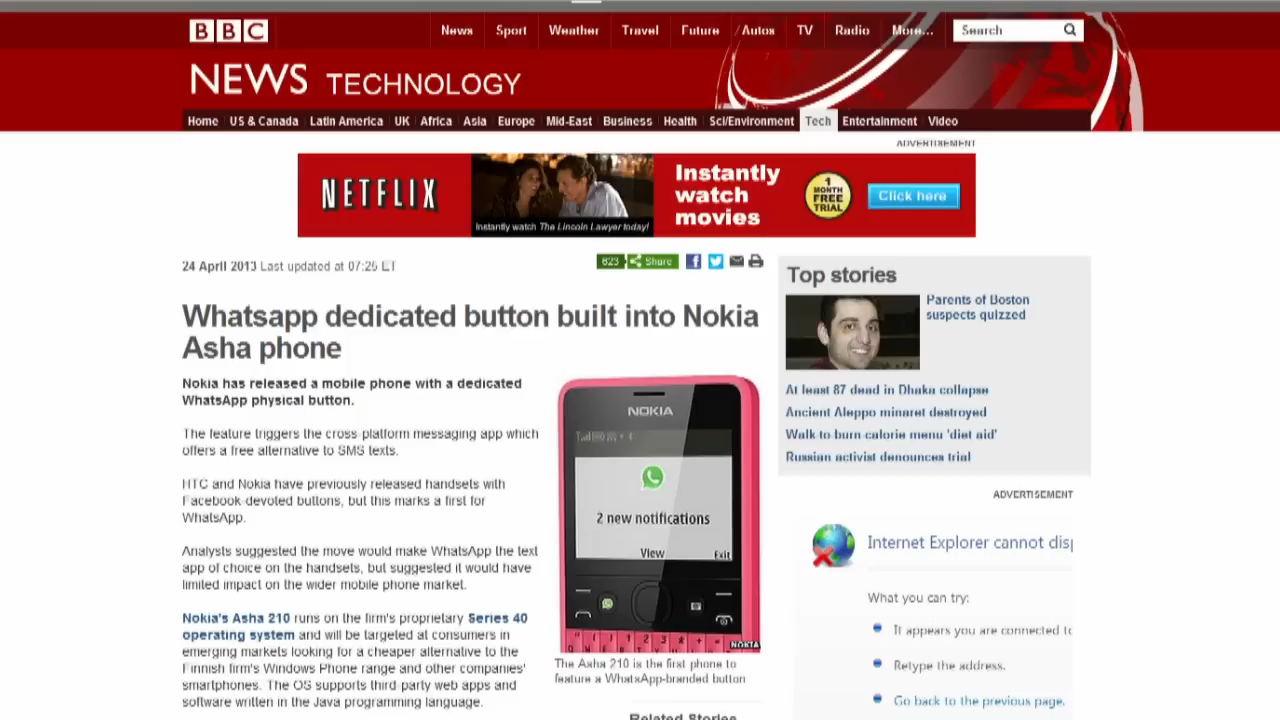 BBC
News Sport Weather Travel Future Autos TV Radio More... Search
NEWS TECHNOLOGY
Home US & Canada Latin America UK Africa Asia Europe Mid-East Business Health Sci/Environment Tech Entertainment Video
ADVERTISEMENT
NETFLIX
Instantly watch The Lincoln Lawyer today!
Instantly
watch
movies
1
MONTH
FREE
TRIAL
Click here
24 April 2013 Last updated at 07:25 ET
823 Share
Whatsapp dedicated button built into Nokia
Asha phone
Nokia has released a mobile phone with a dedicated
WhatsApp physical button.
The feature triggers the cross-platform messaging app which
offers a free alternative to SMS texts.
HTC and Nokia have previously released handsets with
Facebook-devoted buttons, but this marks a first for
WhatsApp.
Analysts suggested the move would make WhatsApp the text
app of choice on the handsets, but suggested it would have
limited impact on the wider mobile phone market.
Nokia's Asha 210 runs on the firm's proprietary Series 40
operating system and will be targeted at consumers in
emerging markets looking for a cheaper alternative to the
Finnish firm's Windows Phone range and other companies'
smartphones. The OS supports third party web apps and
software written in the Java programming language.
NOKIA
2 new notifications
View
Exit
NOKIA
The Asha 210 is the first phone to
feature a WhatsApp-branded button
Related Stories
Top stories
Parents of Boston
suspects quizzed
At least 87 dead in Dhaka collapse
Ancient Aleppo minaret destroyed
Walk-to-burn calorie menu 'diet aid'
Russian activist denounces trial
ADVERTISEMENT
Internet Explorer cannot disp
What you can try:
It appears you are connected to
Retype the address.
Go back to the previous page.